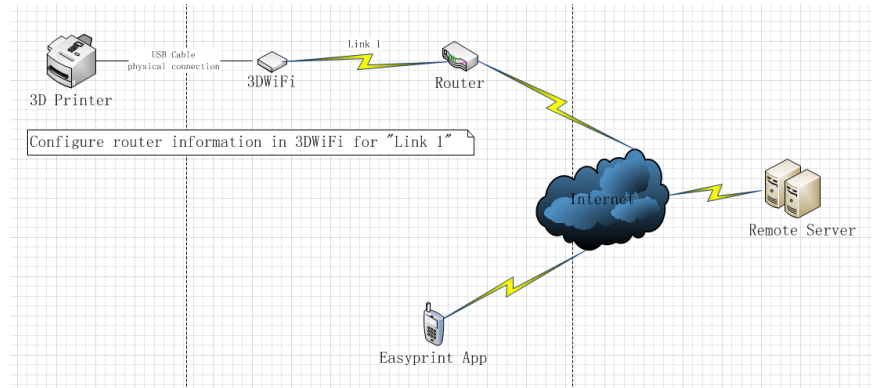 USB Cable
physical connection
Link 1
3DWiFi
Router
3D Printer
Configure router information in 3DWiFi for "Link 1"
Internet
Remote Server
Easyprint App